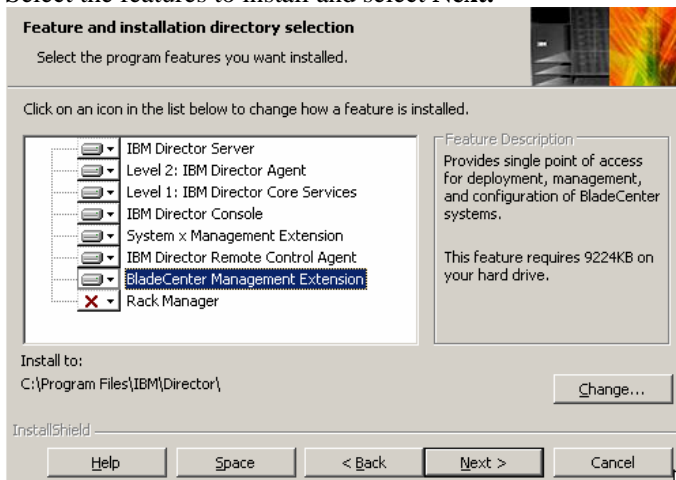 Select the features to install and select Next.
Feature and installation directory selection
Select the program features you want installed.
Click on an icon in the list below to change how a feature is installed.
IBM Director Server
Level 2: IBM Director Agent
Level 1: IBM Director Core Services
IBM Director Console
System x Management Extension
IBM Director Remote Control Agent
BladeCenter Management Extension
Rack Manager
Feature Description
Provides single point of access
for deployment, management,
and configuration of BladeCenter
systems.
This feature requires 9224KB on
your hard drive.
Install to:
C:\Program Files\IBM\Director\
Change...
InstallShield
Help
Space
< Back
Next >
Cancel